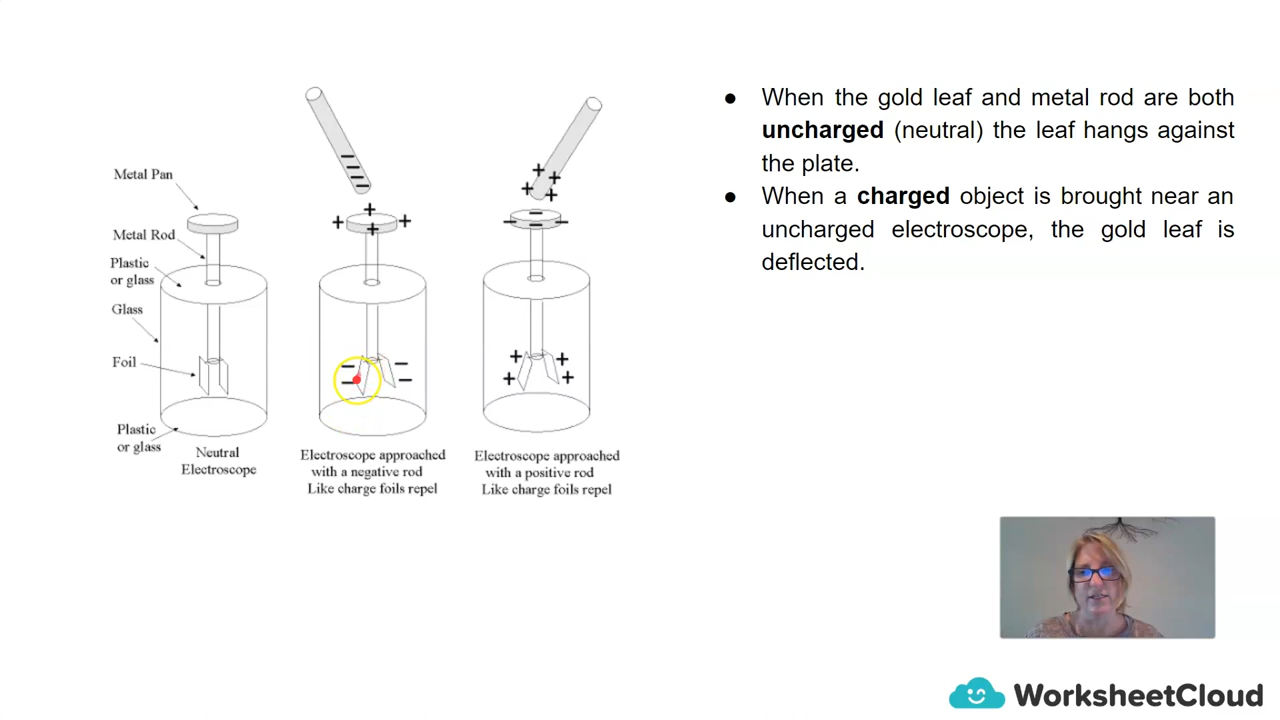 Metal Pan
Metal Rod
Plastic
or glass
Glass
Foil
Plastic
or glass
Neutral
Electroscope
Electroscope approached
with a negative rod
Like charge foils repel
Electroscope approached
with a positive rod
Like charge foils repel
● When the gold leaf and metal rod are both
uncharged (neutral) the leaf hangs against
the plate.
● When a charged object is brought near an
uncharged electroscope, the gold leaf is
deflected.
WorksheetCloud